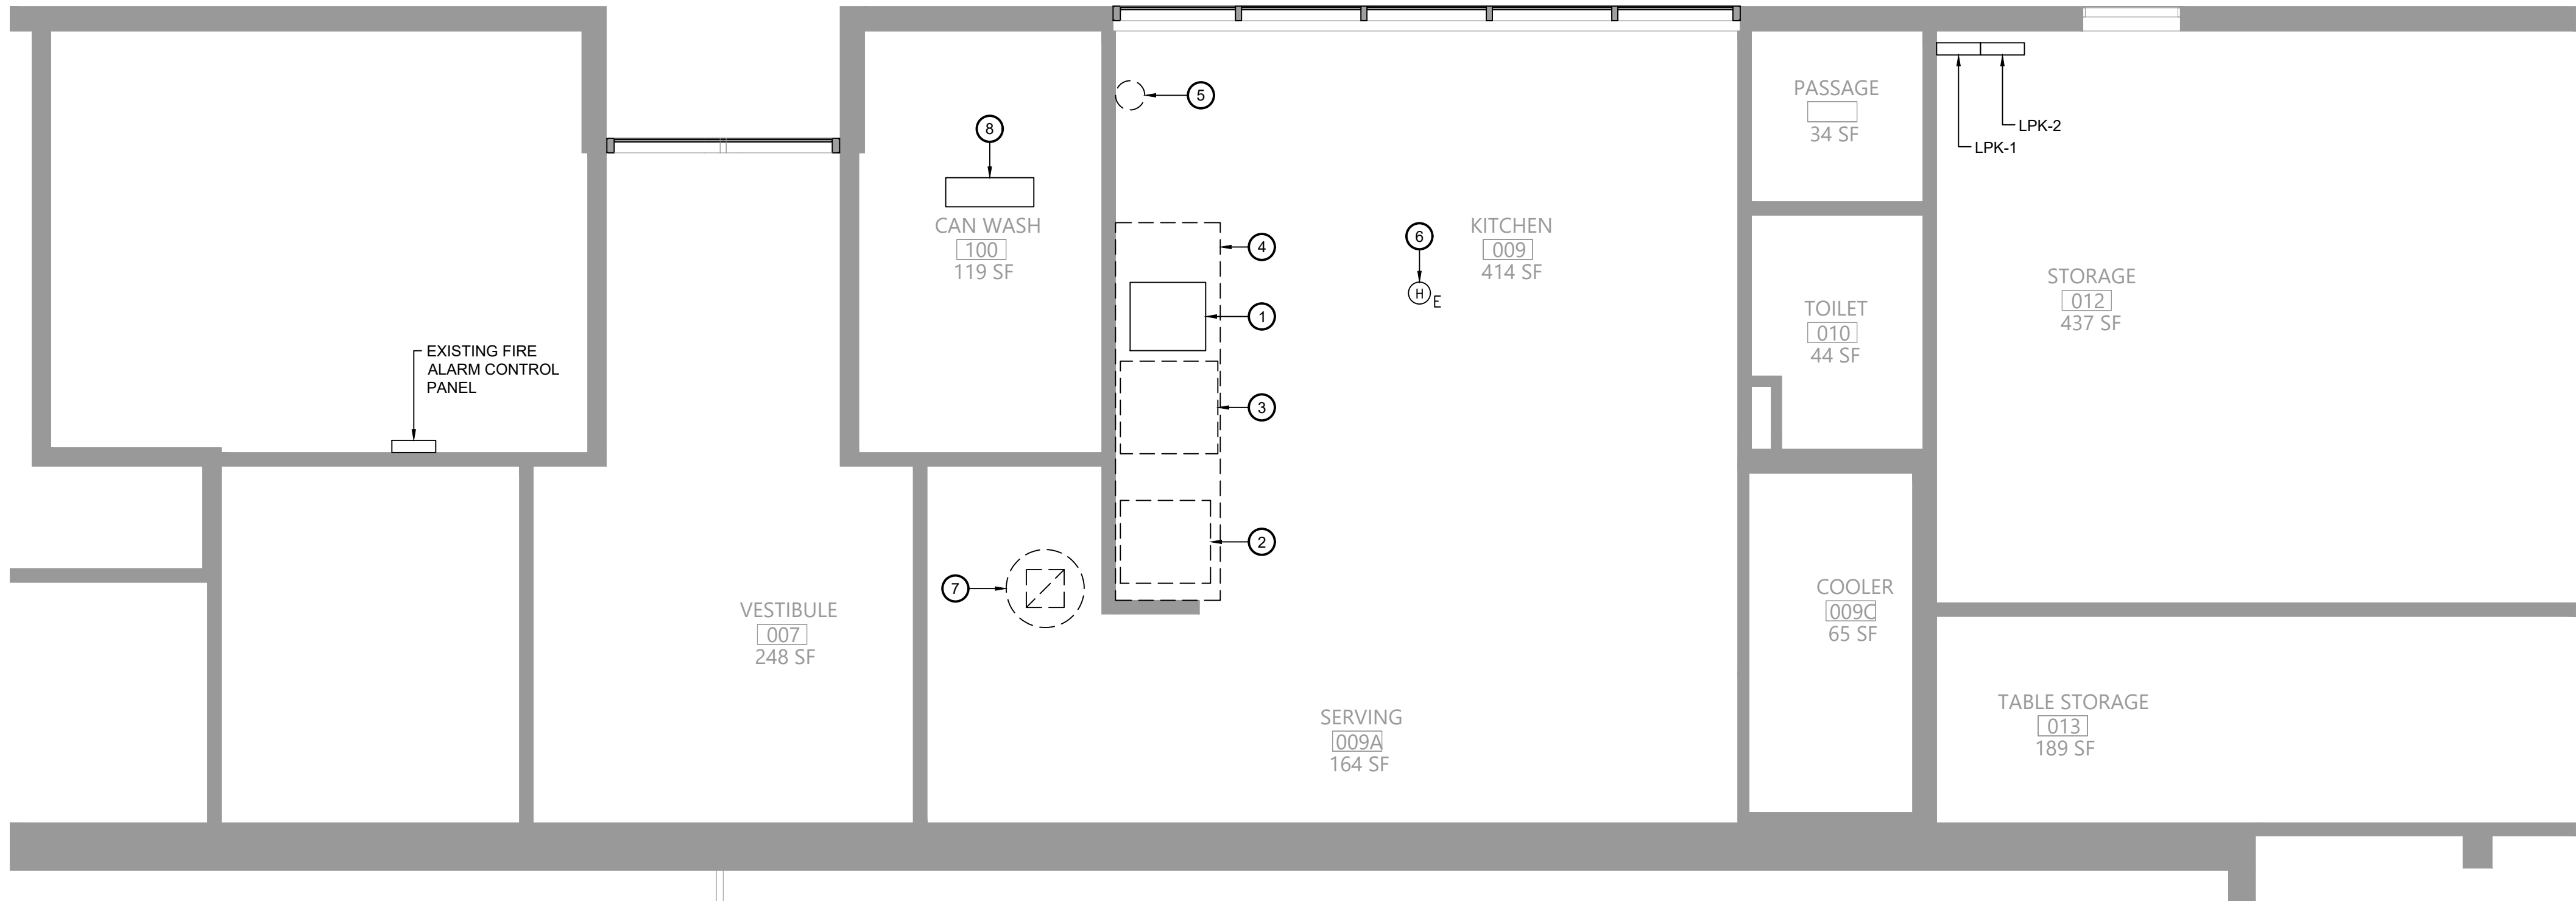 5
8
PASSAGE
34 SF
LPK-2
LPK-1
CAN WASH
100
119 SF
4
6
H
E
KITCHEN
009
414 SF
1
STORAGE
012
437 SF
TOILET
010
44 SF
EXISTING FIRE
ALARM CONTROL
PANEL
3
2
7
VESTIBULE
007
248 SF
COOLER
009C
65 SF
SERVING
009A
164 SF
TABLE STORAGE
013
189 SF